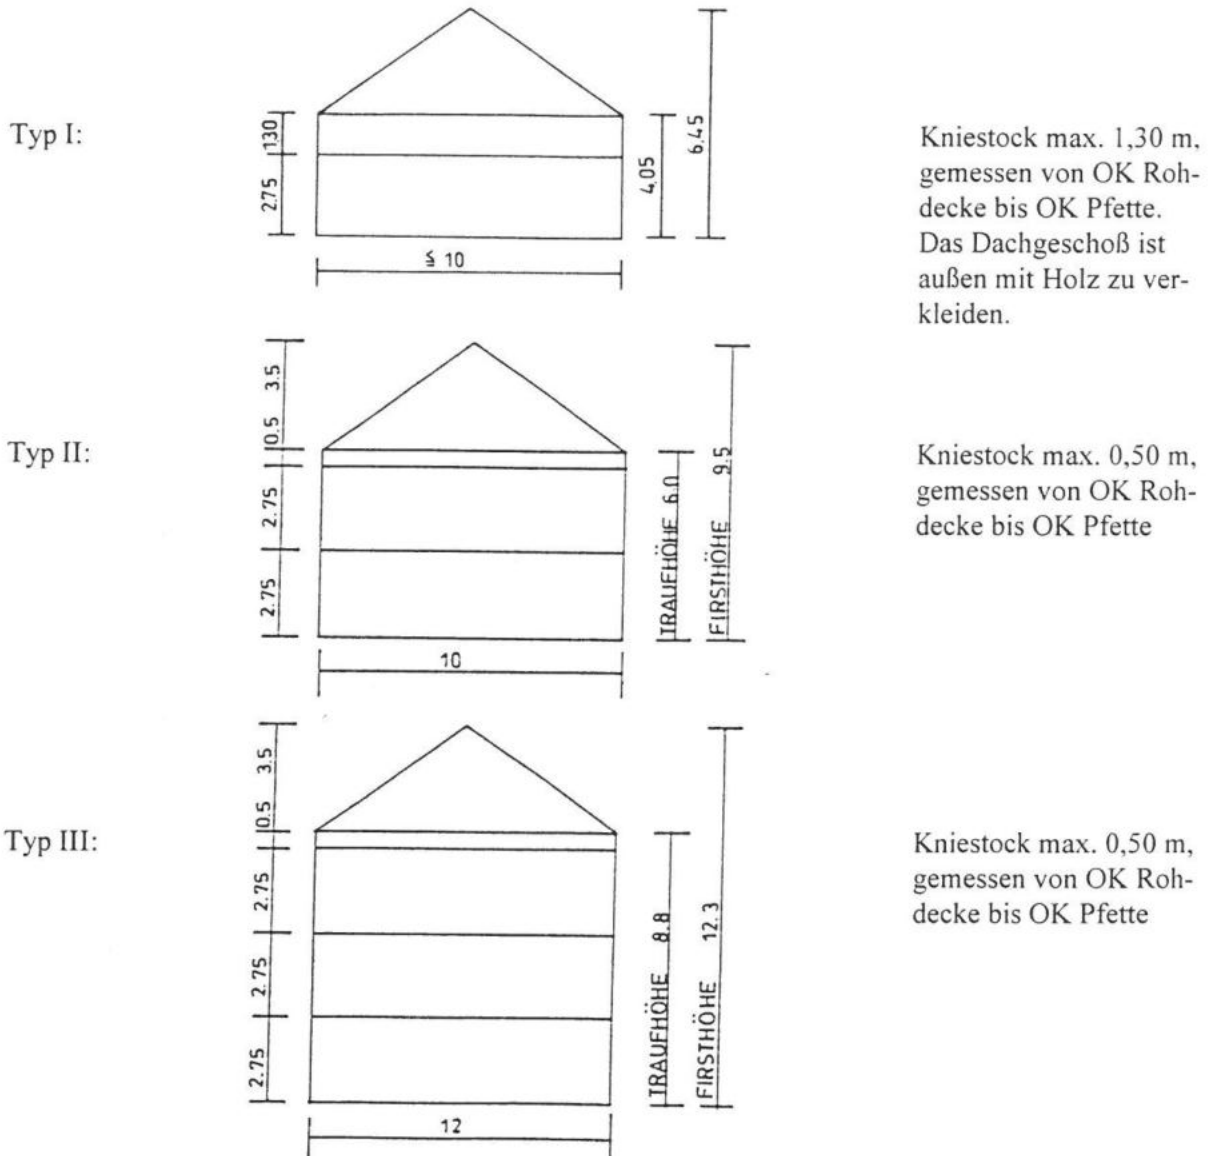 Typ I:
1.30
2.75
≦ 10
4.05
6.45
Kniestock max. 1,30 m,
gemessen von OK Roh-
decke bis OK Pfette.
Das Dachgeschoß ist
außen mit Holz zu ver-
kleiden.
Typ II:
3.5
0.5
2.75
2.75
10
TRAUFHÖHE 6.0
FIRSTHÖHE 9.5
Kniestock max. 0,50 m,
gemessen von OK Roh-
decke bis OK Pfette
Typ III:
3.5
0.5
2.75
2.75
2.75
12
TRAUFHÖHE 8.8
FIRSTHÖHE 12.3
Kniestock max. 0,50 m,
gemessen von OK Roh-
decke bis OK Pfette